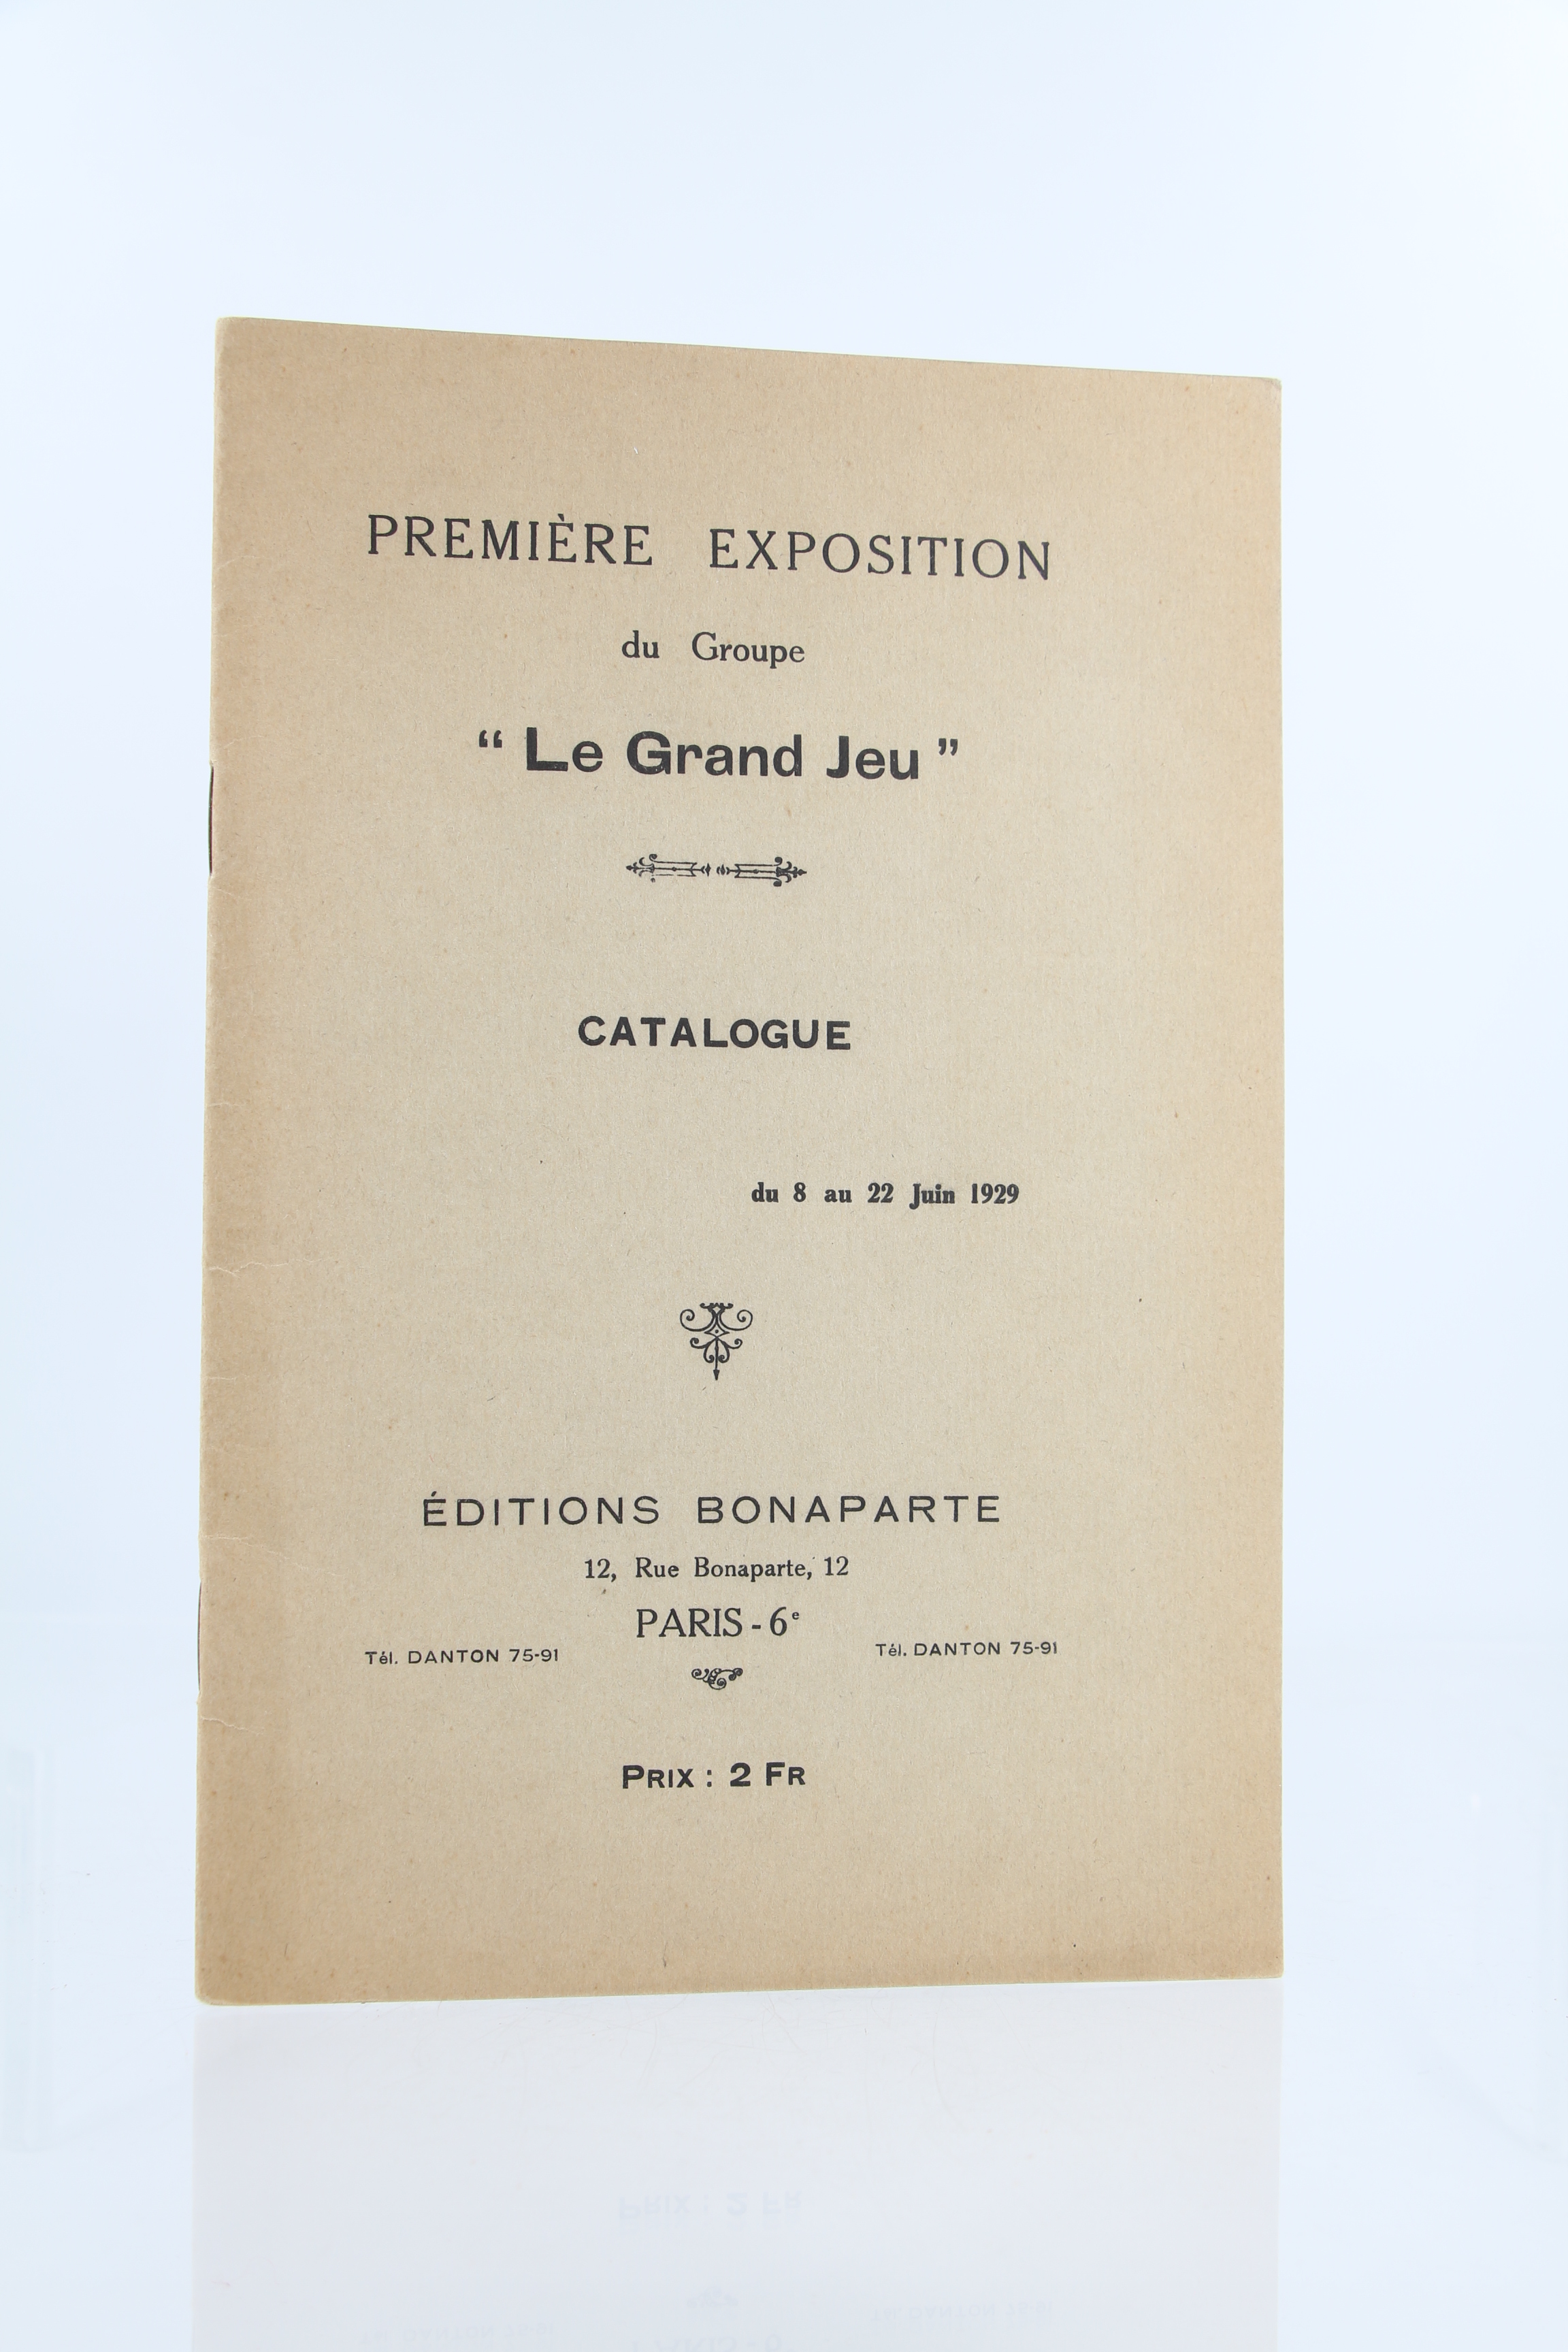 PREMIÈRE EXPOSITION
du Groupe
“ Le Grand Jeu ”
CATALOGUE
du 8 au 22 Juin 1929
ÉDITIONS BONAPARTE
12, Rue Bonaparte, 12
PARIS - 6e
Tél. DANTON 75-91 Tél. DANTON 75-91
PRIX : 2 FR